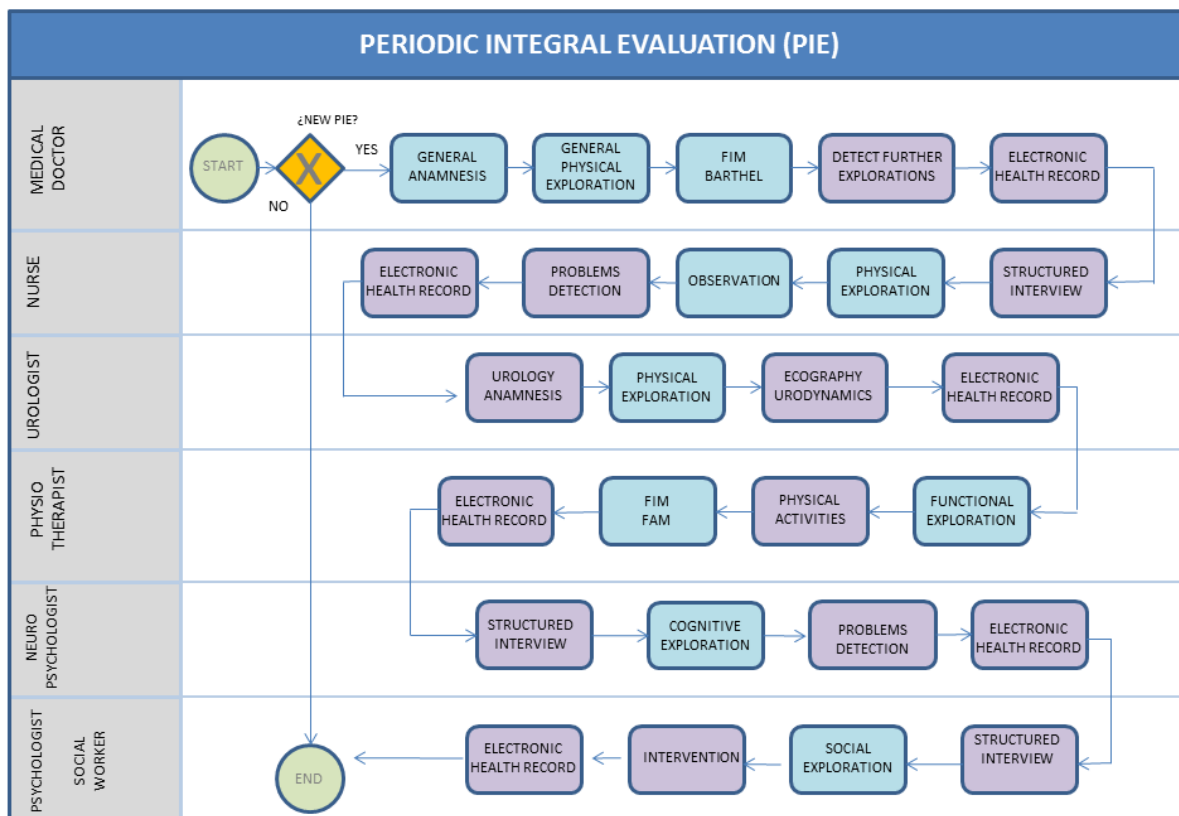 PERIODIC INTEGRAL EVALUATION (PIE)
MEDICAL
DOCTOR
START
¿NEW PIE?
X
YES
NO
GENERAL
ANAMNESIS
GENERAL
PHYSICAL
EXPLORATION
FIM
BARTHEL
DETECT FURTHER
EXPLORATIONS
ELECTRONIC
HEALTH RECORD
NURSE
ELECTRONIC
HEALTH RECORD
PROBLEMS
DETECTION
OBSERVATION
PHYSICAL
EXPLORATION
STRUCTURED
INTERVIEW
UROLOGIST
UROLOGY
ANAMNESIS
PHYSICAL
EXPLORATION
ECOGRAPHY
URODYNAMICS
ELECTRONIC
HEALTH RECORD
PHYSIO
THERAPIST
ELECTRONIC
HEALTH RECORD
FIM
FAM
PHYSICAL
ACTIVITIES
FUNCTIONAL
EXPLORATION
NEURO
PSYCHOLOGIST
STRUCTURED
INTERVIEW
COGNITIVE
EXPLORATION
PROBLEMS
DETECTION
ELECTRONIC
HEALTH RECORD
PSYCHOLOGIST
SOCIAL
WORKER
END
ELECTRONIC
HEALTH RECORD
INTERVENTION
SOCIAL
EXPLORATION
STRUCTURED
INTERVIEW